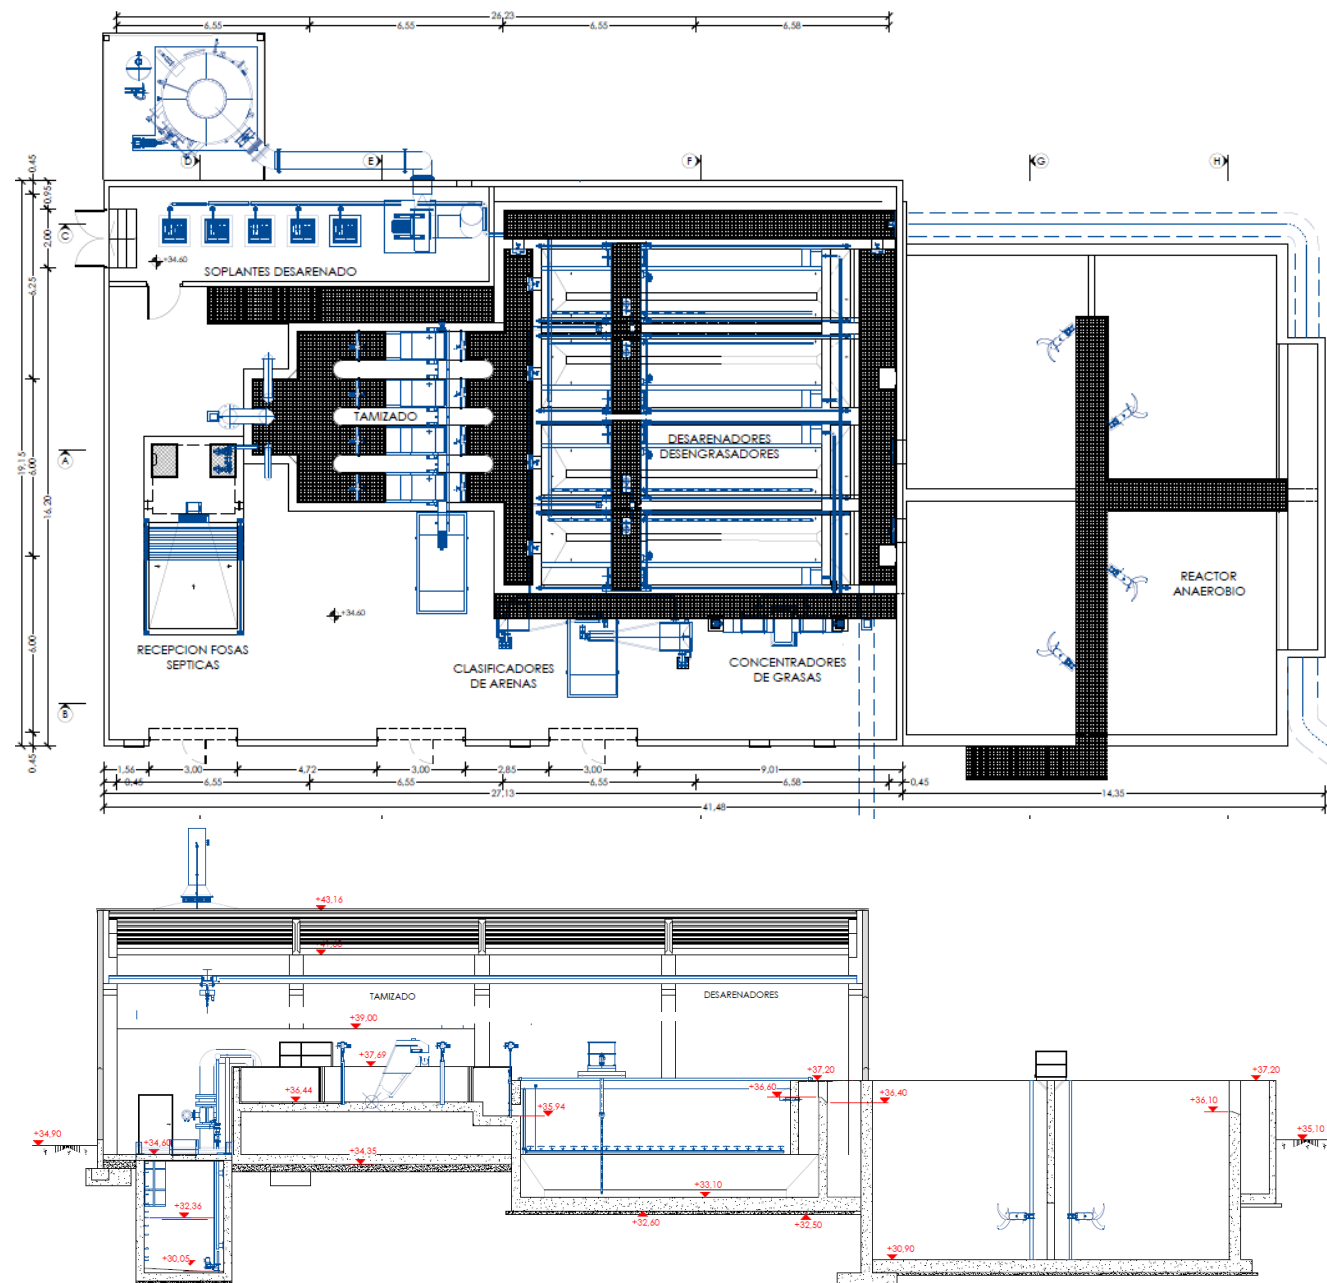 26,23
6,55
6,55
6,55
6,58
D
E
F
G
H
0,45
0,95
2,00
6,25
19,15
6,00
16,20
6,00
0,45
C
A
B
+34.60
SOPLANTES DESARENADO
TAMIZADO
DESARENADORES
DESENGRASADORES
REACTOR
ANAEROBIO
+34.60
RECEPCION FOSAS
SEPTICAS
CLASIFICADORES
DE ARENAS
CONCENTRADORES
DE GRASAS
1,56
3,00
4,72
3,00
2,85
3,00
9,01
0,45
6,55
6,55
6,55
6,58
0,45
27,13
14,35
41,48
+43,16
TAMIZADO
DESARENADORES
+39,00
+37,69
+37,20
+37,20
+36,60
+36,44
+36,40
+36,10
+35,94
+34,90
+35,10
+34,60
+34,35
+33,10
+32,36
+32,60
+32,50
+30,05
+30,90